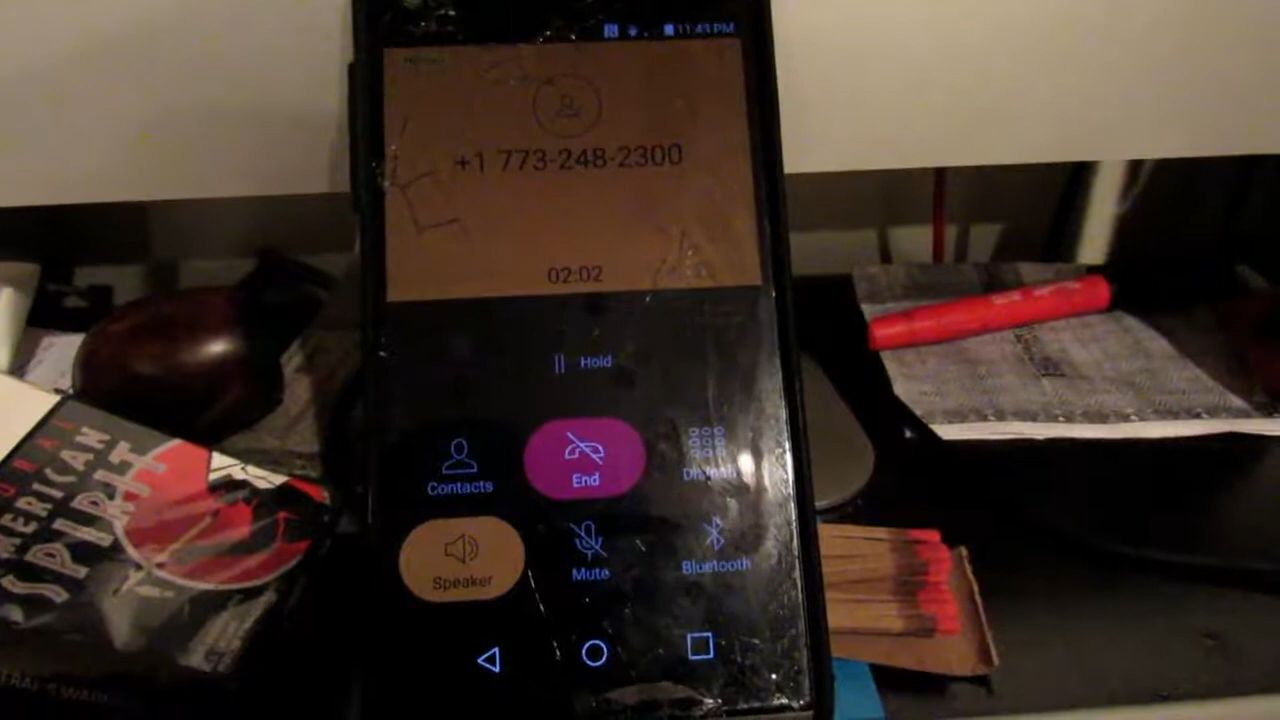 11:43 PM
+1 773-248-2300
02:02
Hold
Contacts
End
Speaker
Mute
Bluetooth
AMERICAN
SPIRIT